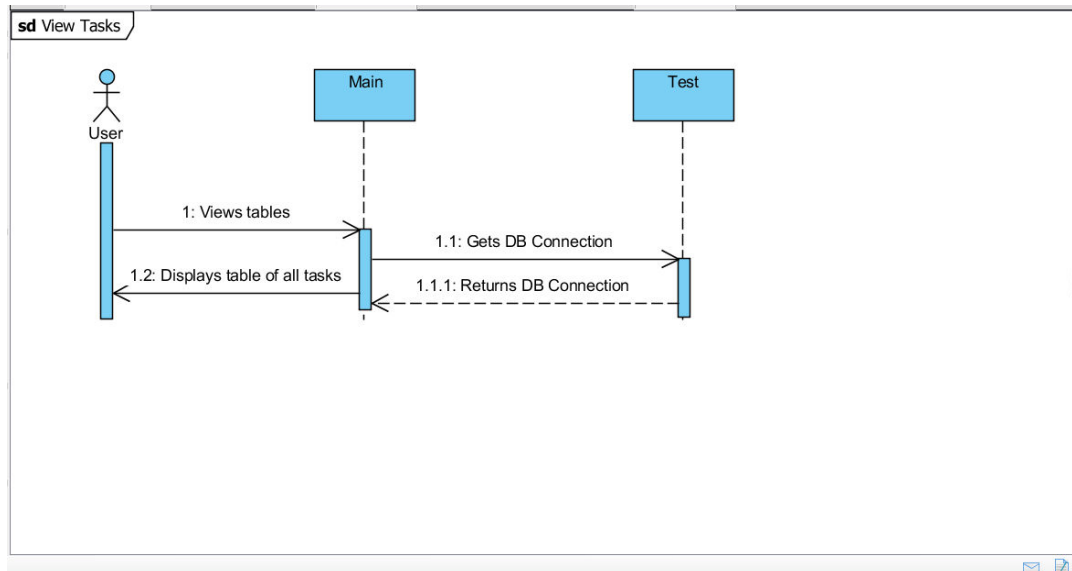 sd View Tasks
Main
Test
User
1: Views tables
1.1: Gets DB Connection
1.2: Displays table of all tasks
1.1.1: Returns DB Connection